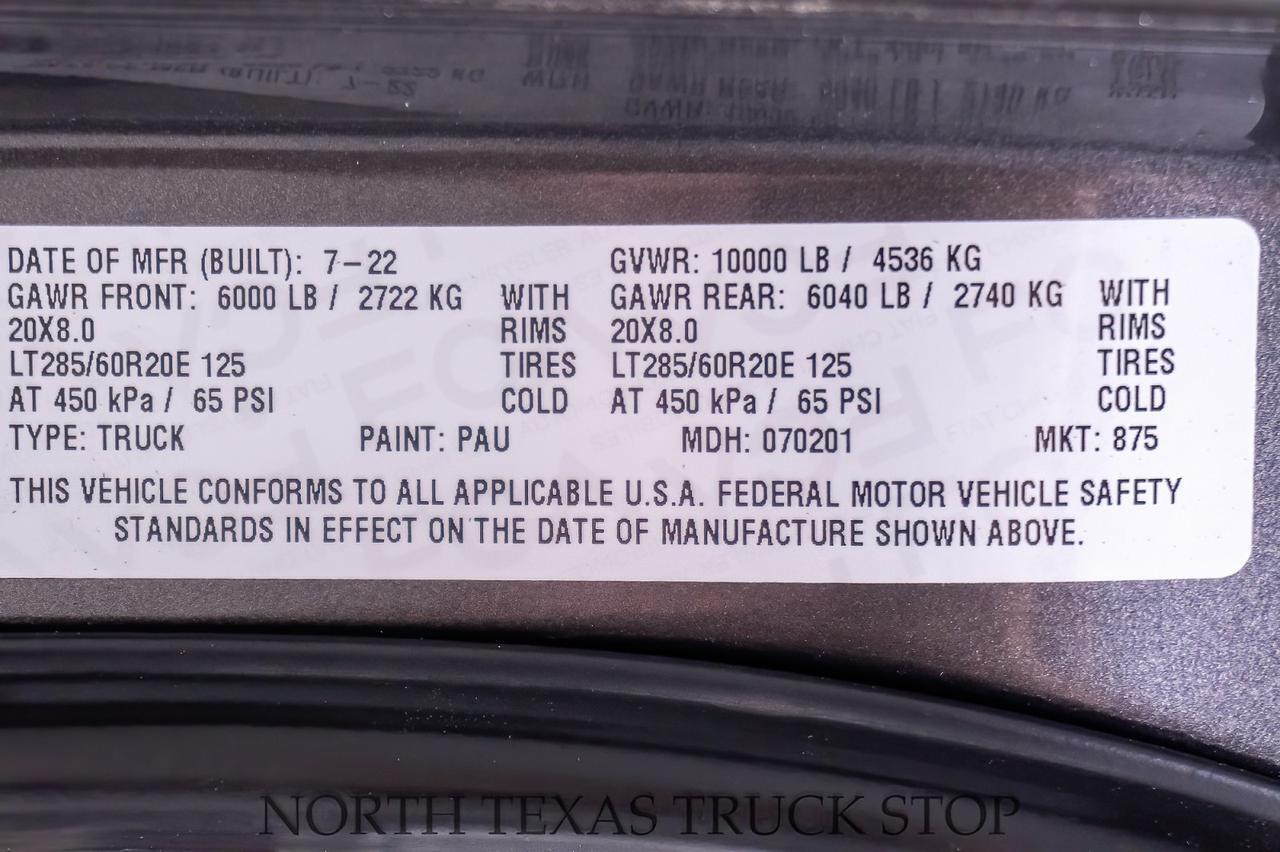 DATE OF MFR (BUILT): 7-22 GVWR: 10000 LB / 4536 KG
GAWR FRONT: 6000 LB / 2722 KG WITH GAWR REAR: 6040 LB / 2740 KG WITH
20X8.0 RIMS 20X8.0 RIMS
LT285/60R20E 125 TIRES LT285/60R20E 125 TIRES
AT 450 kPa / 65 PSI COLD AT 450 kPa / 65 PSI COLD
TYPE: TRUCK PAINT: PAU MDH: 070201 MKT: 875
THIS VEHICLE CONFORMS TO ALL APPLICABLE U.S.A. FEDERAL MOTOR VEHICLE SAFETY
STANDARDS IN EFFECT ON THE DATE OF MANUFACTURE SHOWN ABOVE.
NORTH TEXAS TRUCK STOP